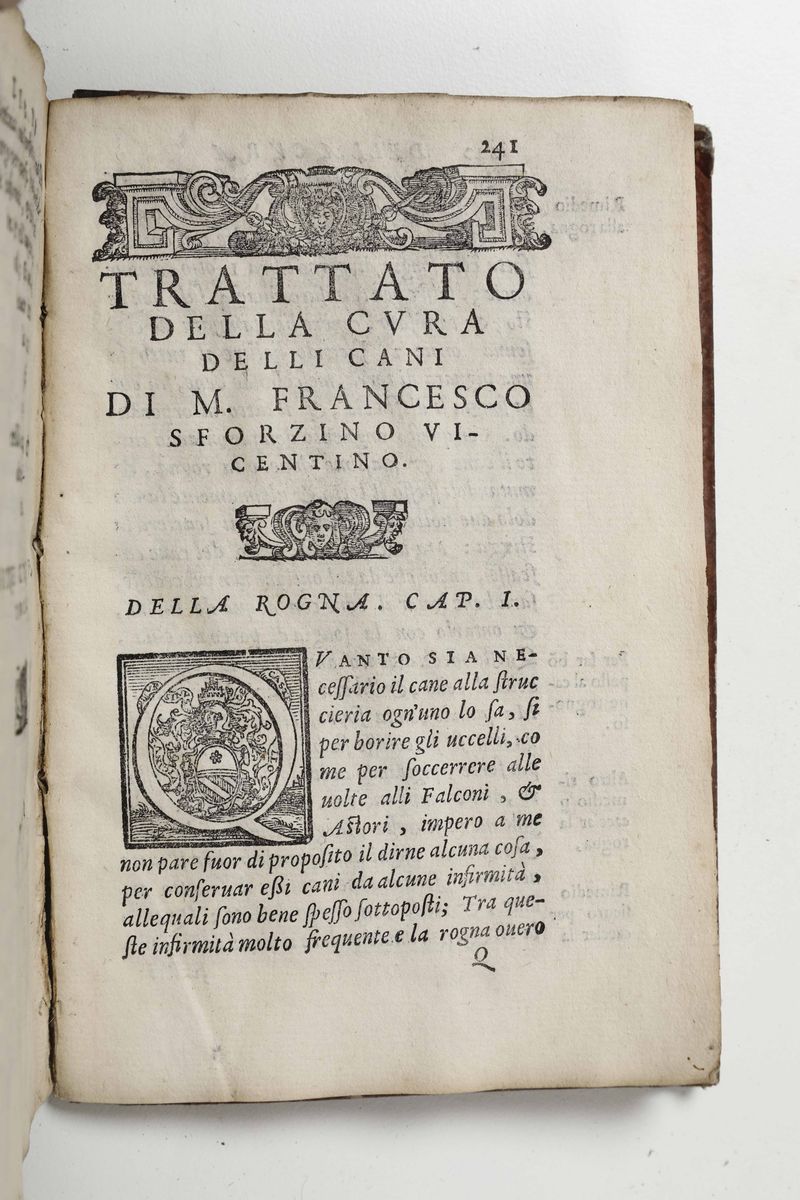 241
TRATTATO
DELLA CVRA
DELLI CANI
DI M. FRANCESCO
SFORZINO VI-
CENTINO.
DELLA ROGNA. CAP. I.
QVANTO SIA NE-
ceſſario il cane alla ſtruc
cieria ogn'uno lo ſa, ſi
per borire gli uccelli, co
me per ſoccerrere alle
uolte alli Falconi, &
Aſtori, impero a me
non pare fuor di propoſito il dirne alcuna coſa,
per conſeruar eßi cani da alcune infirmità,
allequali ſono bene ſpeſſo ſottopoſti; Tra que-
ſte infirmità molto frequente e la rogna ouero
Q